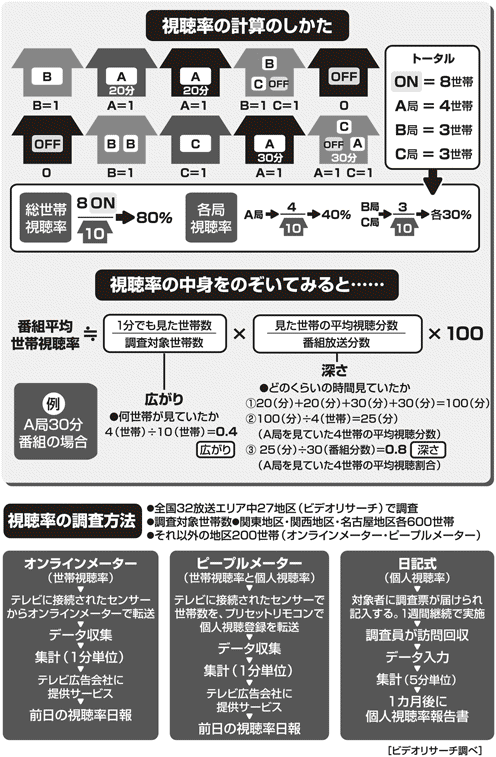 視聴率の計算のしかた
B
A
20分
A
20分
B
C OFF
OFF
B=1
A=1
A=1
B=1 C=1
0
OFF
B B
C
A
30分
C
OFF A
30分
0
B=1
C=1
A=1
A=1 C=1
トータル
ON = 8世帯
A局 = 4世帯
B局 = 3世帯
C局 = 3世帯
総世帯
視聴率
8 ON
10
80%
各局
視聴率
A局
4
10
40%
B局
C局
3
10
各30%
視聴率の中身をのぞいてみると……
番組平均
世帯視聴率
≒
1分でも見た世帯数
調査対象世帯数
×
見た世帯の平均視聴分数
番組放送分数
× 100
例
A局30分
番組の場合
広がり
●何世帯が見ていたか
4(世帯)÷10(世帯)=0.4
広がり
深さ
●どのくらいの時間見ていたか
①20(分)+20(分)+30(分)+30(分)=100(分)
②100(分)÷4(世帯)=25(分)
(A局を見ていた4世帯の平均視聴分数)
③ 25(分)÷30(番組分数)=0.8 深さ
(A局を見ていた4世帯の平均視聴割合)
視聴率の調査方法
●全国32放送エリア中27地区(ビデオリサーチ)で調査
●調査対象世帯数●関東地区・関西地区・名古屋地区各600世帯
●それ以外の地区200世帯(オンラインメーター・ピープルメーター)
オンラインメーター
(世帯視聴率)
テレビに接続されたセンサー
からオンラインメーターで転送
データ収集
集計(1分単位)
テレビ広告会社に
提供サービス
前日の視聴率日報
ピープルメーター
(世帯視聴率と個人視聴率)
テレビに接続されたセンサーで
世帯数を、プリセットリモコンで
個人視聴登録を転送
データ収集
集計(1分単位)
テレビ広告会社に
提供サービス
前日の視聴率日報
日記式
(個人視聴率)
対象者に調査票が届けられ
記入する。1週間継続で実施
調査員が訪問回収
データ入力
集計(5分単位)
1カ月後に
個人視聴率報告書
[ビデオリサーチ調べ]